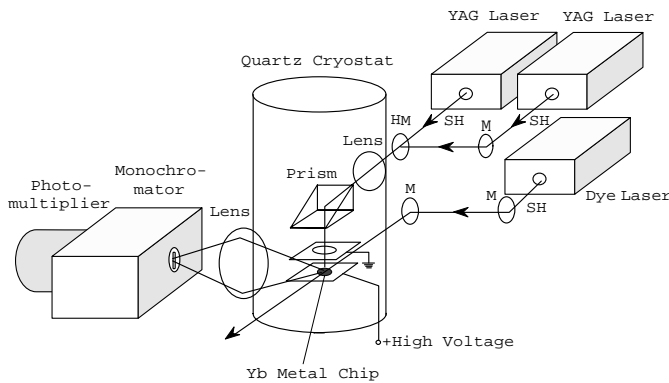 YAG Laser
YAG Laser
Quartz Cryostat
HM
SH
M
SH
Lens
Monochro-
mator
Photo-
multiplier
Prism
M
M
Dye Laser
SH
Lens
+High Voltage
Yb Metal Chip